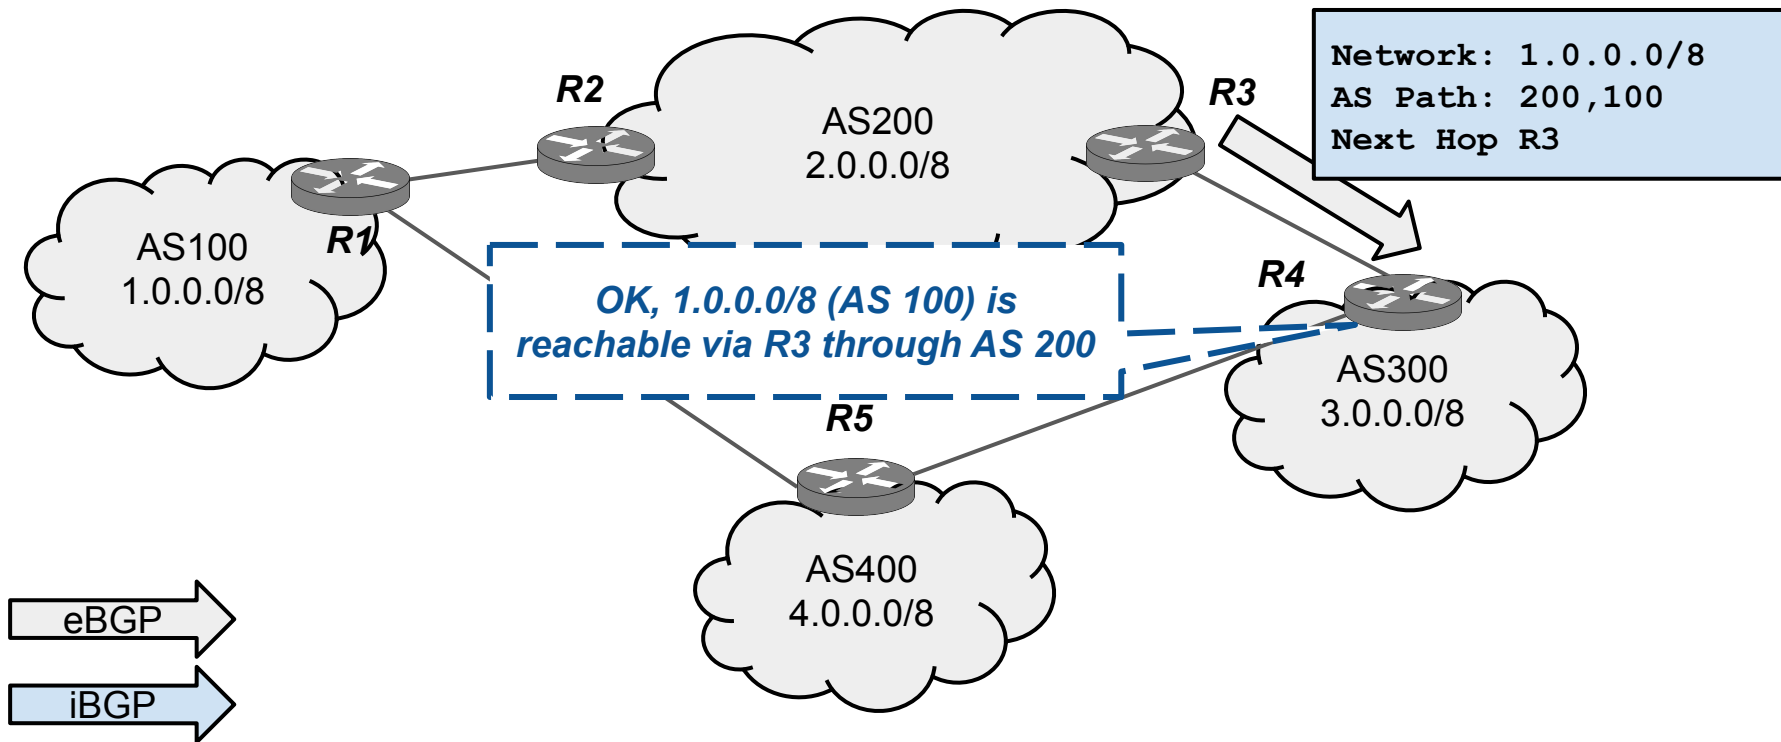 Network: 1.0.0.0/8
AS Path: 200,100
Next Hop R3
R2
R3
AS200
2.0.0.0/8
R1
AS100
1.0.0.0/8
OK, 1.0.0.0/8 (AS 100) is
reachable via R3 through AS 200
R4
AS300
3.0.0.0/8
R5
AS400
4.0.0.0/8
eBGP
iBGP